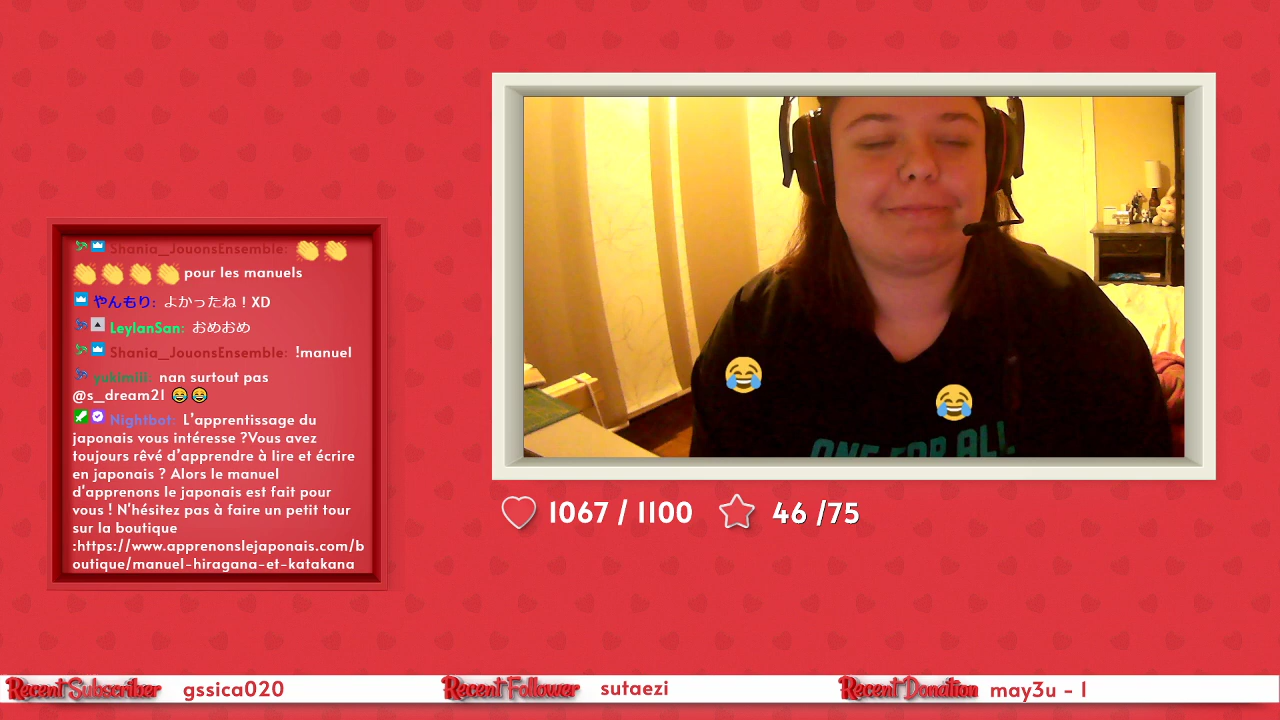 Shania_JouonsEnsemble:
pour les manuels
やんもり: よかったね！XD
LeylanSan: おめおめ
Shania_JouonsEnsemble: !manuel
yukimiii: nan surtout pas
@s_dream21
Nightbot: L'apprentissage du
japonais vous intéresse ?Vous avez
toujours rêvé d'apprendre à lire et écrire
en japonais ? Alors le manuel
d'apprenons le japonais est fait pour
vous ! N'hésitez pas à faire un petit tour
sur la boutique
:https://www.apprenonslejaponais.com/b
outique/manuel-hiragana-et-katakana
ONE FOR ALL
1067 / 1100
46 /75
Recent Subscriber gssica020
Recent Follower sutaezi
Recent Donation may3u - 1